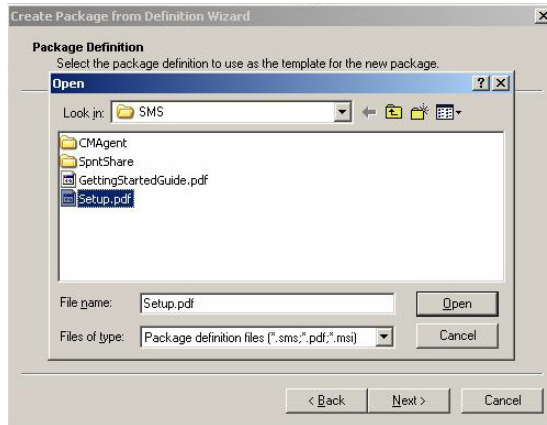 Create Package from Definition Wizard
Package Definition
Select the package definition to use as the template for the new package.
Open
Look in: SMS
CMAgent
SpntShare
GettingStartedGuide.pdf
Setup.pdf
File name: Setup.pdf Open
Files of type: Package definition files (*.sms;*.pdf;*.msi) Cancel
< Back Next > Cancel